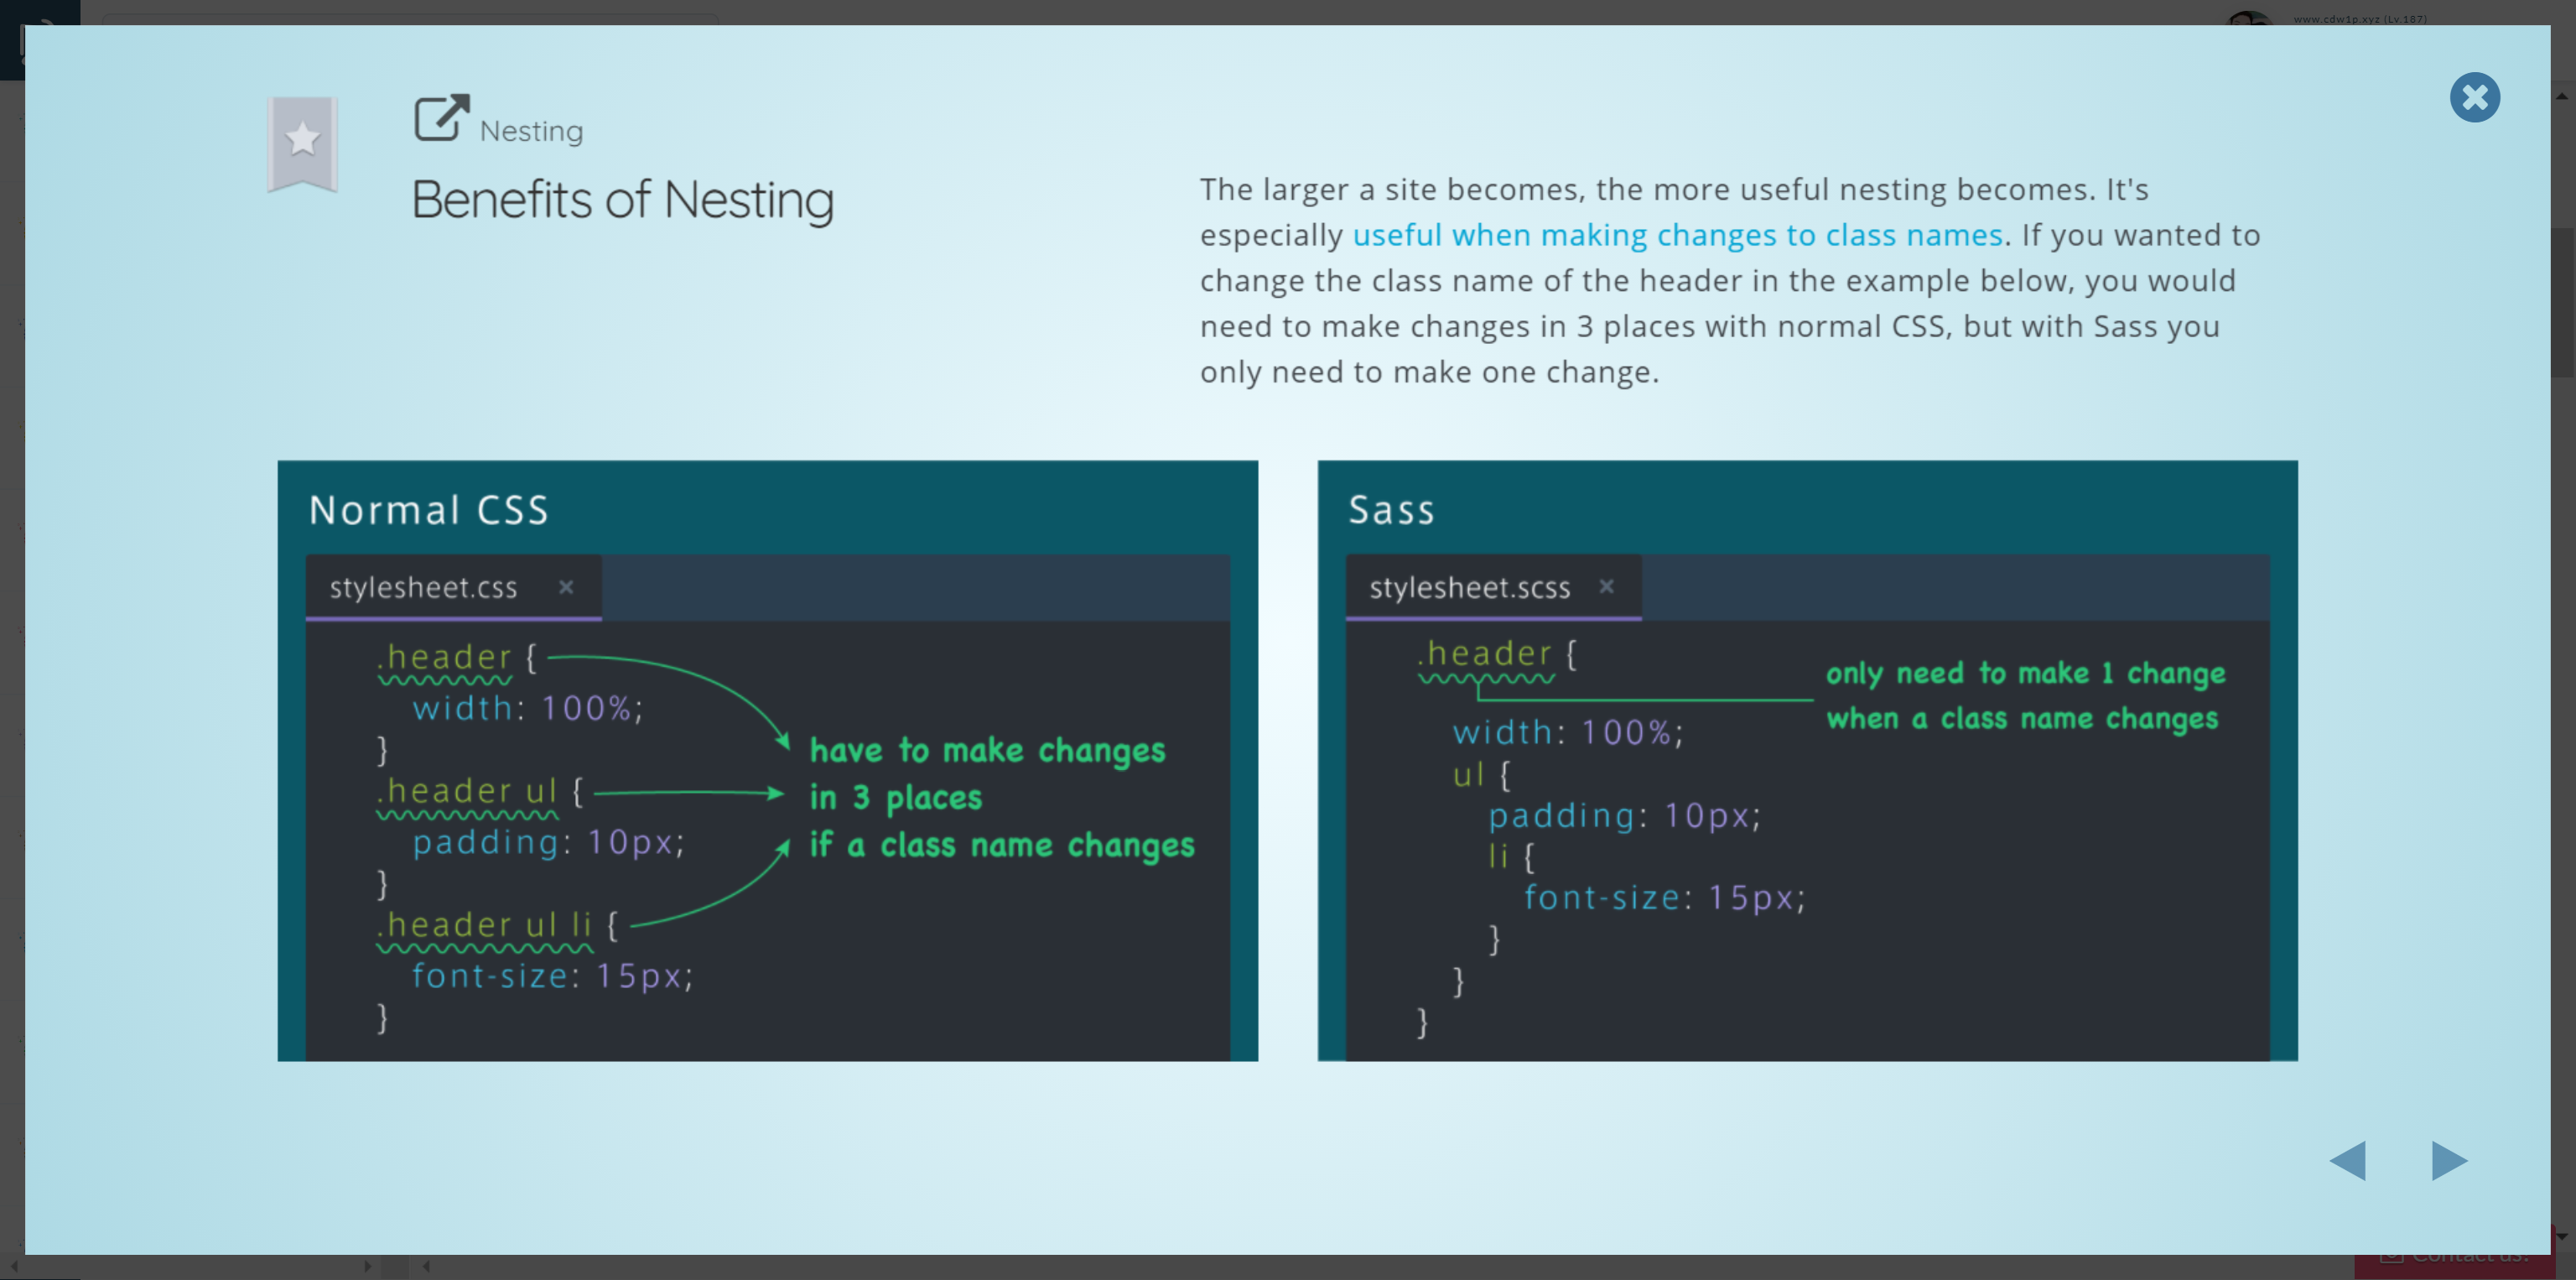 www.cdw1p.xyz (Lv.187)
Nesting
Benefits of Nesting
The larger a site becomes, the more useful nesting becomes. It's
especially useful when making changes to class names. If you wanted to
change the class name of the header in the example below, you would
need to make changes in 3 places with normal CSS, but with Sass you
only need to make one change.
Normal CSS
stylesheet.css ×
.header {
width: 100%;
}
.header ul {
padding: 10px;
}
.header ul li {
font-size: 15px;
}
have to make changes
in 3 places
if a class name changes
Sass
stylesheet.scss ×
.header {
width: 100%;
ul {
padding: 10px;
li {
font-size: 15px;
}
}
}
only need to make 1 change
when a class name changes
Contact us!